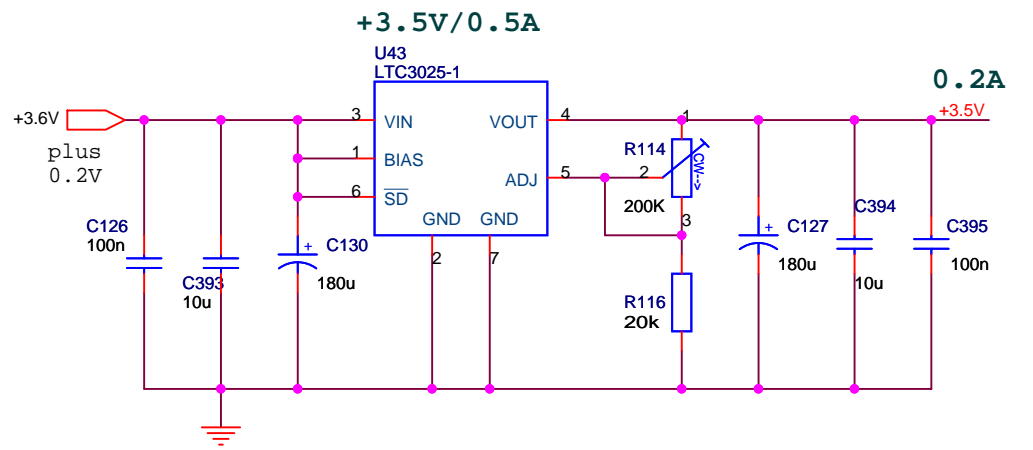 +3.5V/0.5A
U43
LTC3025-1
0.2A
+3.6V
plus
0.2V
3
VIN
VOUT
4
1
+3.5V
1
BIAS
R114
CW-->
6
SD
ADJ
5
2
200K
3
GND
GND
2
7
C126
100n
C393
10u
+
C130
180u
R116
20k
+
C127
180u
C394
10u
C395
100n